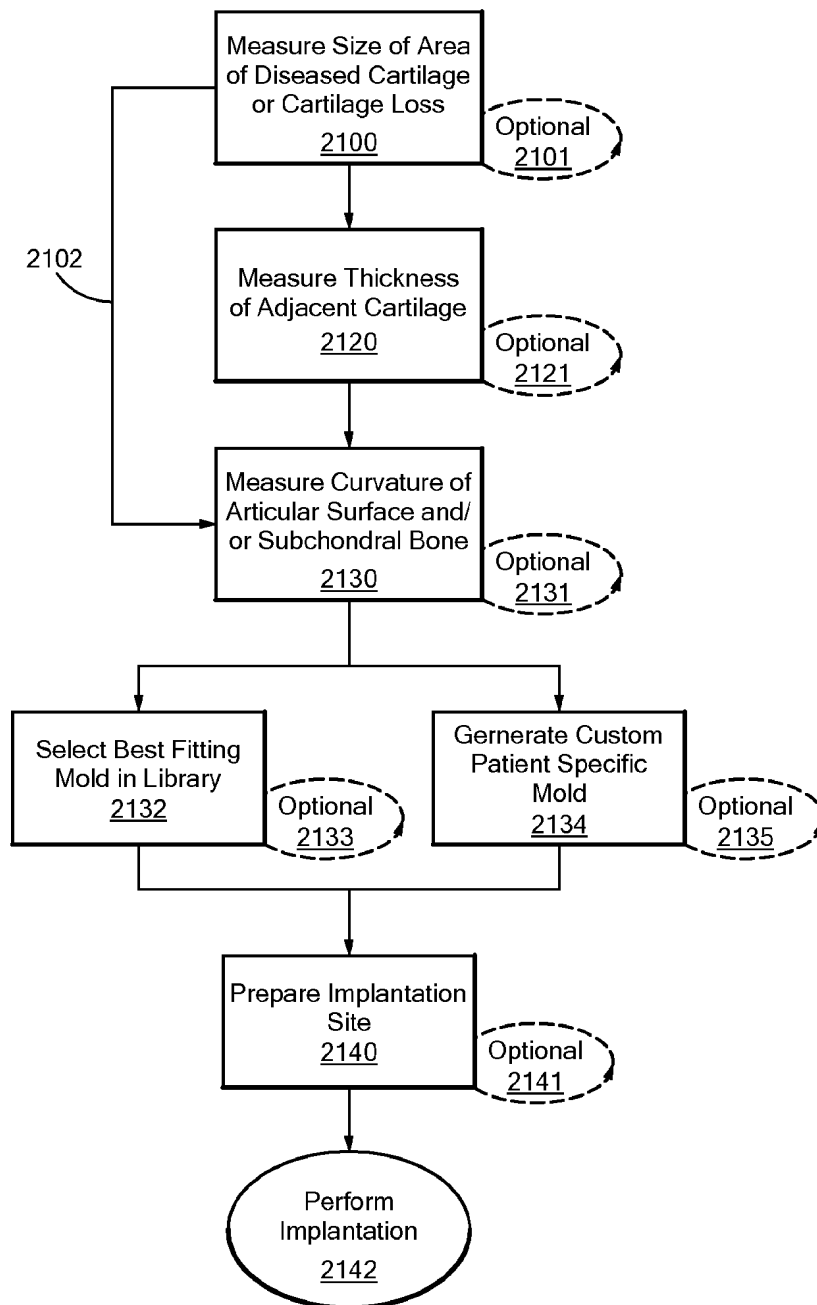 Measure Size of Area
of Diseased Cartilage
or Cartilage Loss
2100
Optional
2101
2102
Measure Thickness
of Adjacent Cartilage
2120
Optional
2121
Measure Curvature of
Articular Surface and/
or Subchondral Bone
2130
Optional
2131
Select Best Fitting
Mold in Library
2132
Optional
2133
Gernerate Custom
Patient Specific
Mold
2134
Optional
2135
Prepare Implantation
Site
2140
Optional
2141
Perform
Implantation
2142